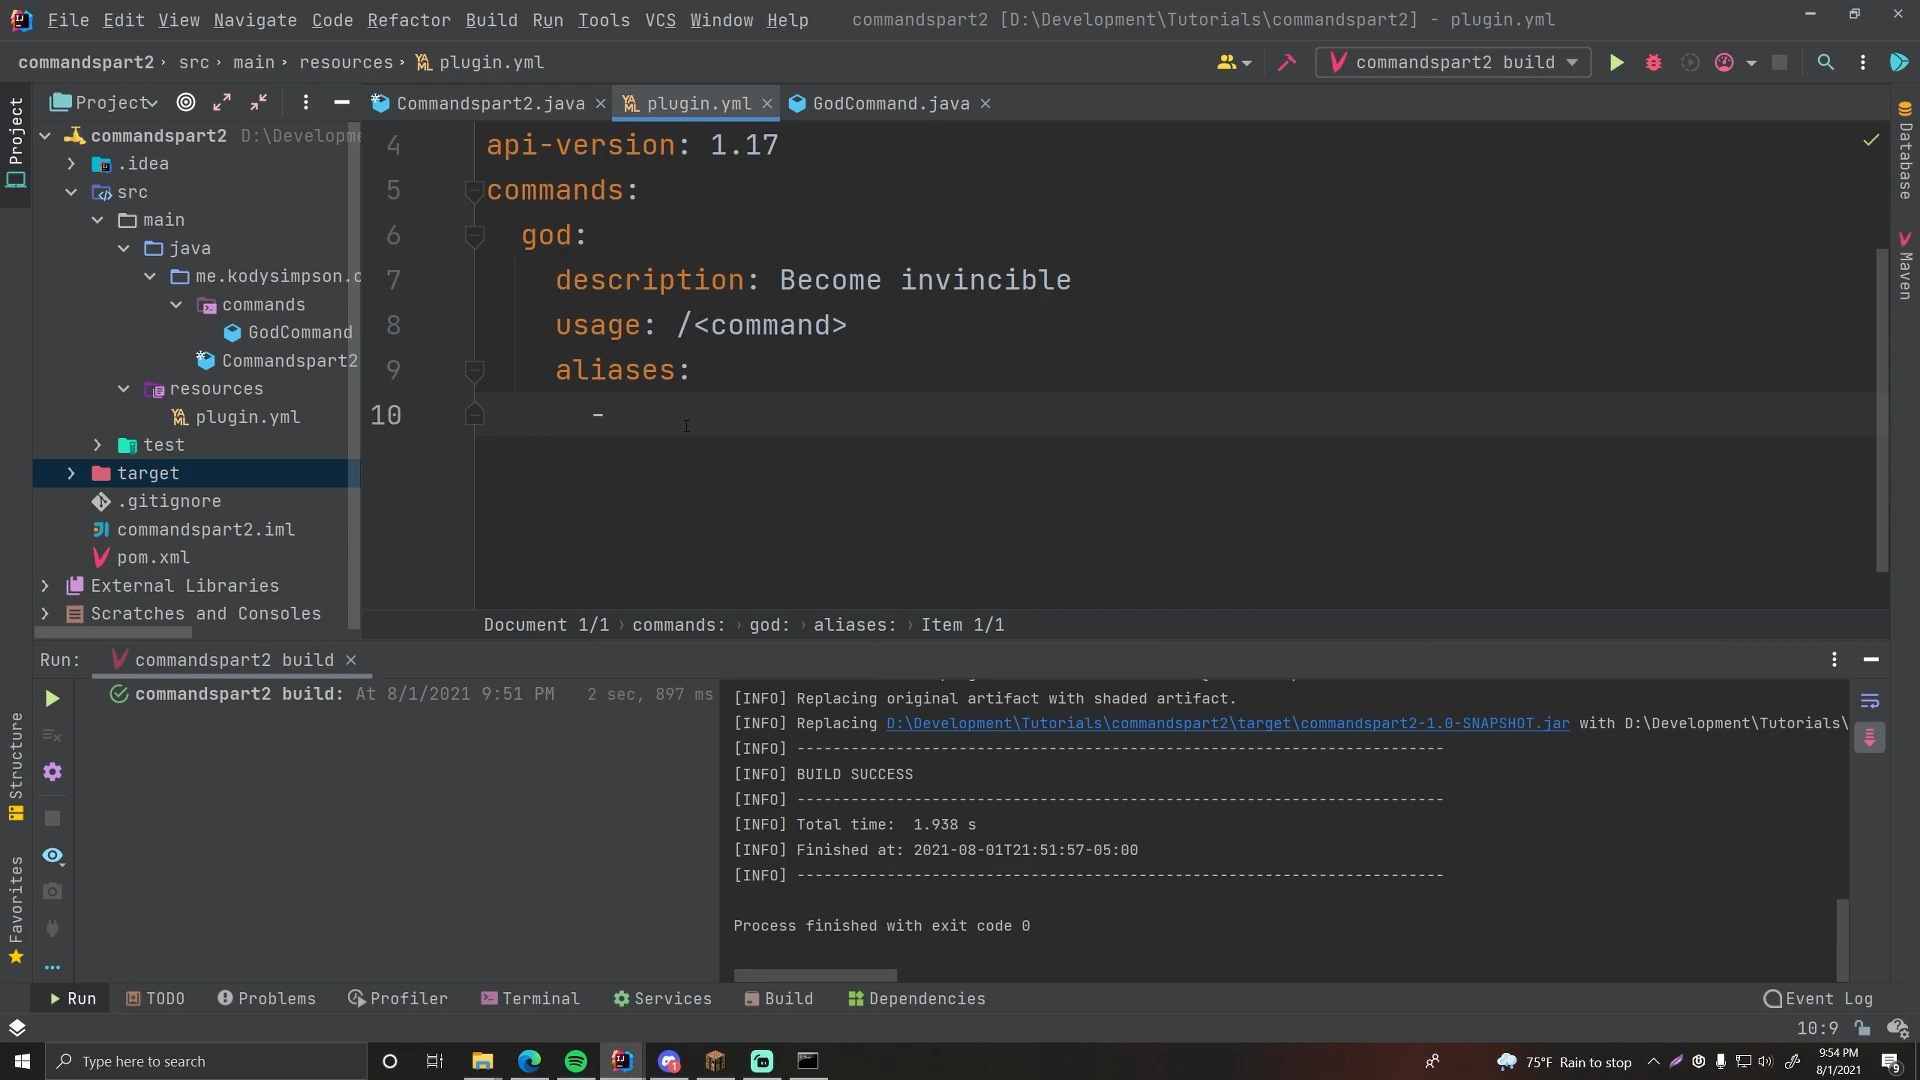 File Edit View Navigate Code Refactor Build Run Tools VCS Window Help commandspart2 [D:\Development\Tutorials\commandspart2] - plugin.yml
commandspart2 › src › main › resources › plugin.yml
commandspart2 build
Project
Commandspart2.java
plugin.yml
GodCommand.java
commandspart2 D:\Developme
.idea
src
main
java
me.kodysimpson.c
commands
GodCommand
Commandspart2
resources
plugin.yml
test
target
.gitignore
commandspart2.iml
pom.xml
External Libraries
Scratches and Consoles
4 api-version: 1.17
5 commands:
6 god:
7 description: Become invincible
8 usage: /<command>
9 aliases:
10 -
Document 1/1 › commands: › god: › aliases: › Item 1/1
Project
Structure
Favorites
Database
Maven
Run: commandspart2 build
commandspart2 build: At 8/1/2021 9:51 PM 2 sec, 897 ms
[INFO] Replacing original artifact with shaded artifact.
[INFO] Replacing D:\Development\Tutorials\commandspart2\target\commandspart2-1.0-SNAPSHOT.jar with D:\Development\Tutorials\
[INFO] ------------------------------------------------------------------------
[INFO] BUILD SUCCESS
[INFO] ------------------------------------------------------------------------
[INFO] Total time:  1.938 s
[INFO] Finished at: 2021-08-01T21:51:57-05:00
[INFO] ------------------------------------------------------------------------
Process finished with exit code 0
Run TODO Problems Profiler Terminal Services Build Dependencies Event Log
10:9
Type here to search
75°F Rain to stop
9:54 PM
8/1/2021
9